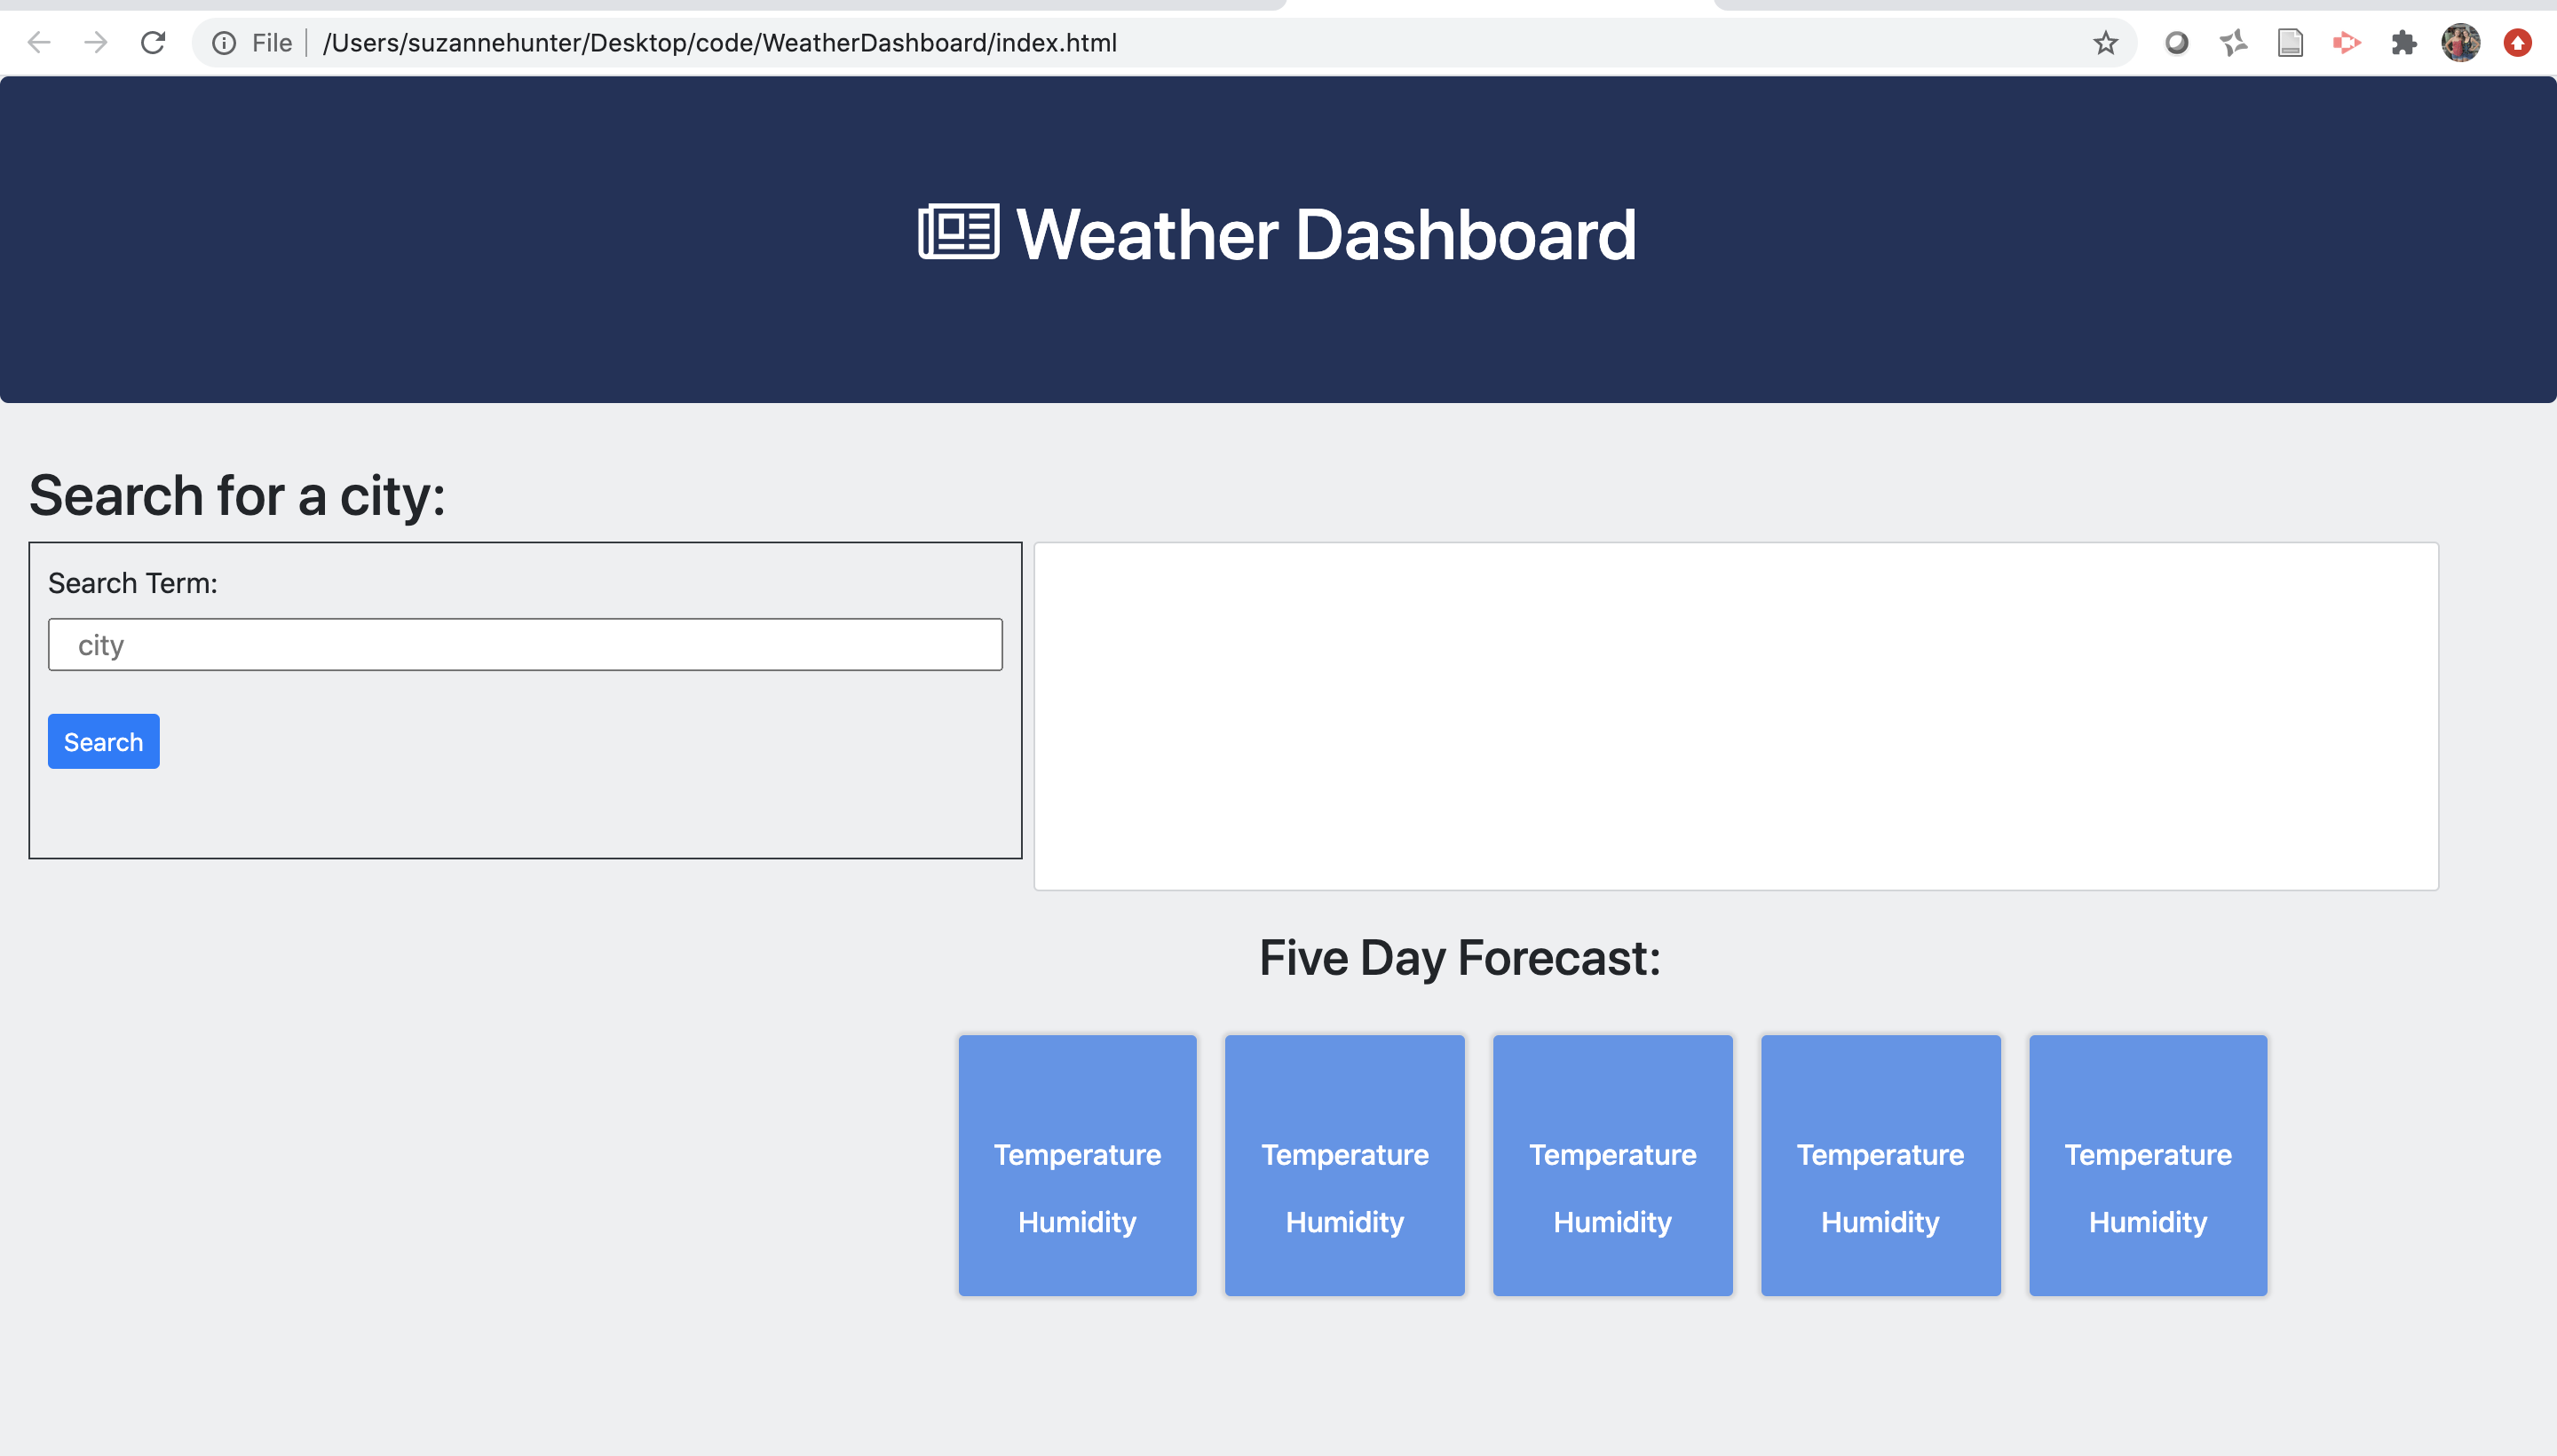 File /Users/suzannehunter/Desktop/code/WeatherDashboard/index.html
Weather Dashboard
Search for a city:
Search Term:
city
Search
Five Day Forecast:
Temperature Temperature Temperature Temperature Temperature
Humidity Humidity Humidity Humidity Humidity